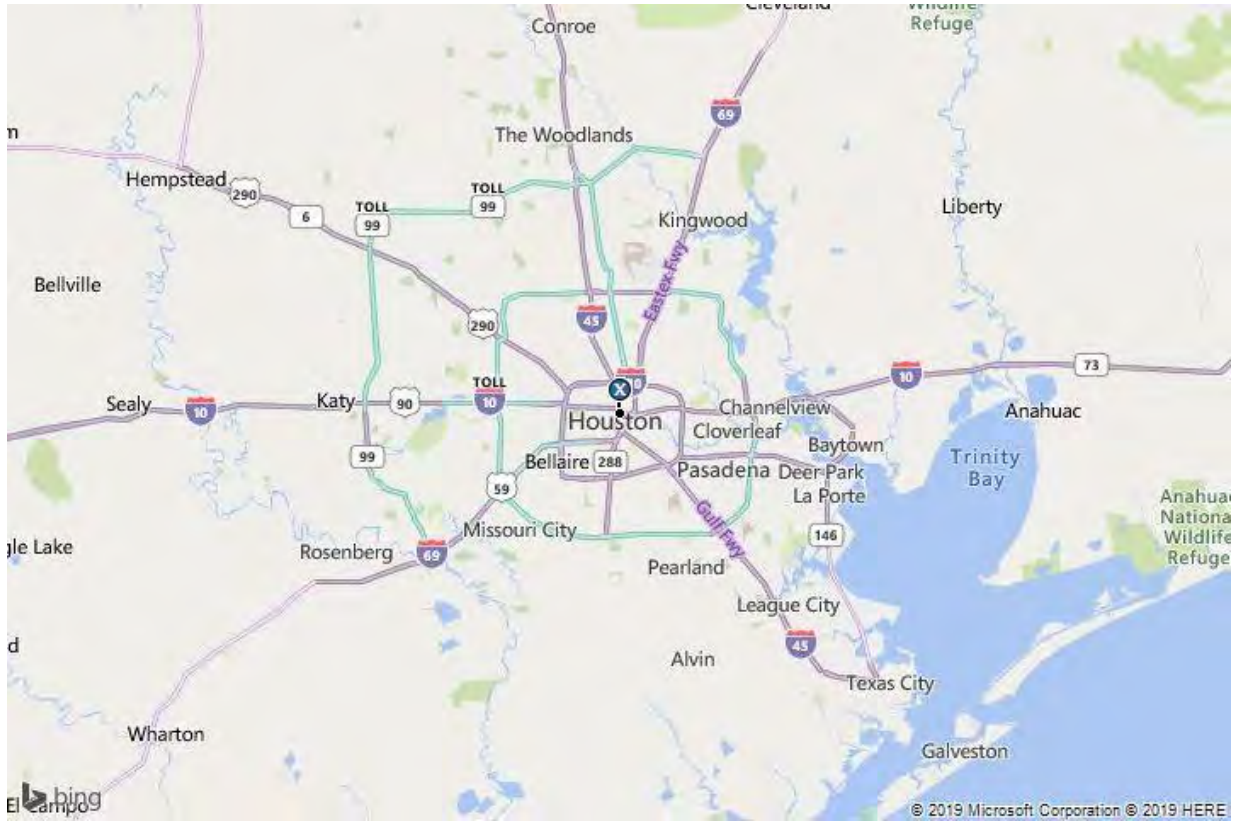 Cleveland
Conroe
Wildlife
Refuge
69
The Woodlands
m
Hempstead
290
6
TOLL
99
TOLL
99
Kingwood
Liberty
Bellville
Eastex Fwy
45
290
73
10
TOLL
10
X
Sealy
10
Katy
90
Houston
Channelview
Cloverleaf
Anahuac
Baytown
99
Bellaire
288
Pasadena
Deer Park
La Porte
Trinity
Bay
59
Gulf Fwy
Missouri City
146
Anahuac
National
Wildlife
Refuge
gle Lake
Rosenberg
69
Pearland
League City
45
d
Alvin
Texas City
Wharton
Galveston
bing
El Campo
© 2019 Microsoft Corporation © 2019 HERE